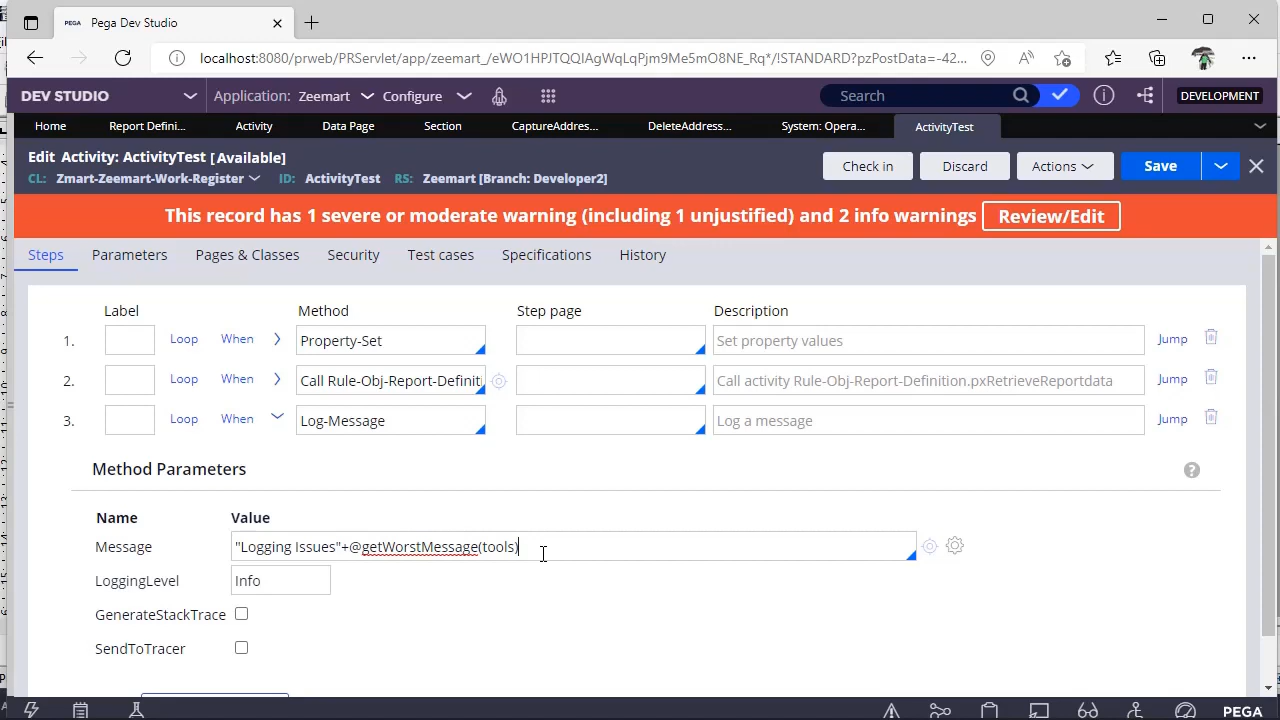 PEGA Pega Dev Studio
localhost:8080/prweb/PRServlet/app/zeemart_/eWO1HPJTQQIAgWqLqPjm9Me5mO8NE_Rq*/!STANDARD?pzPostData=-42...
DEV STUDIO Application: Zeemart Configure Search DEVELOPMENT
Home Report Defini... Activity Data Page Section CaptureAddres... DeleteAddress... System: Opera... ActivityTest
Edit Activity: ActivityTest [Available]
CL: Zmart-Zeemart-Work-Register ID: ActivityTest RS: Zeemart [Branch: Developer2]
Check in Discard Actions Save
This record has 1 severe or moderate warning (including 1 unjustified) and 2 info warnings Review/Edit
Steps Parameters Pages & Classes Security Test cases Specifications History
Label Method Step page Description
1. Loop When Property-Set Set property values Jump
2. Loop When Call Rule-Obj-Report-Definit Call activity Rule-Obj-Report-Definition.pxRetrieveReportdata Jump
3. Loop When Log-Message Log a message Jump
Method Parameters
Name Value
Message "Logging Issues"+@getWorstMessage(tools)
LoggingLevel Info
GenerateStackTrace
SendToTracer
PEGA